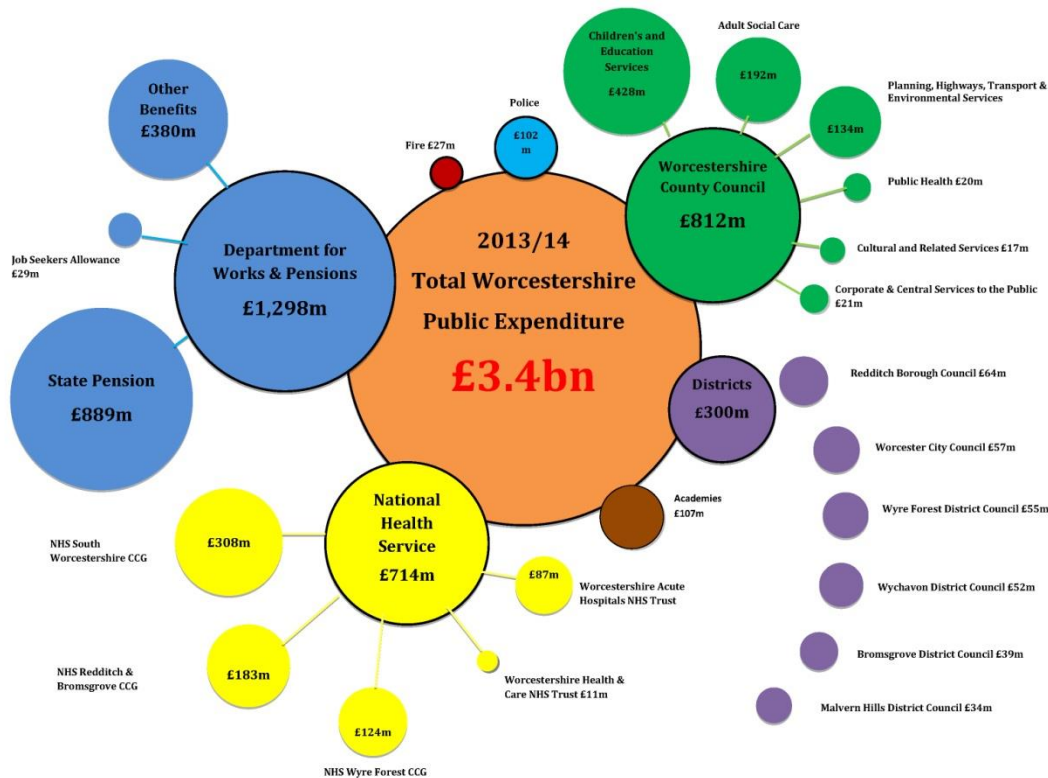 2013/14
Total Worcestershire
Public Expenditure
£3.4bn
Other
Benefits
£380m
Job Seekers Allowance
£29m
State Pension
£889m
Department for
Works & Pensions
£1,298m
Fire £27m
Police
£102
m
Children's and
Education
Services
£428m
Adult Social Care
£192m
Planning, Highways, Transport &
Environmental Services
£134m
Worcestershire
County Council
£812m
Public Health £20m
Cultural and Related Services £17m
Corporate & Central Services to the Public
£21m
Districts
£300m
Redditch Borough Council £64m
Worcester City Council £57m
Wyre Forest District Council £55m
Wychavon District Council £52m
Bromsgrove District Council £39m
Malvern Hills District Council £34m
Academies
£107m
National
Health
Service
£714m
NHS South
Worcestershire CCG
£308m
NHS Redditch &
Bromsgrove CCG
£183m
£124m
NHS Wyre Forest CCG
Worcestershire Health &
Care NHS Trust £11m
£87m
Worcestershire Acute
Hospitals NHS Trust